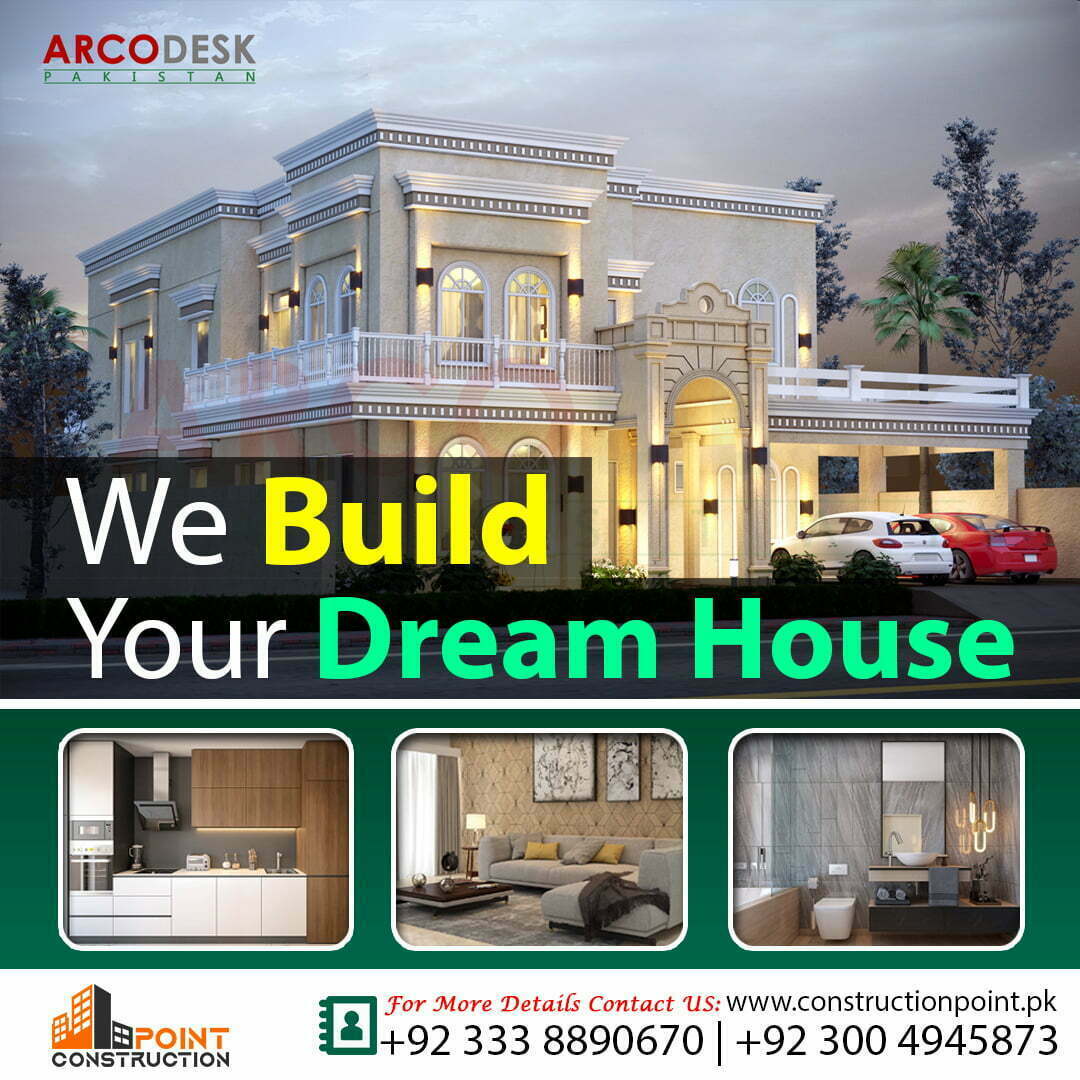 ARCODESK
PAKISTAN
We Build
Your Dream House
POINT
CONSTRUCTION
For More Details Contact US: www.constructionpoint.pk
+92 333 8890670 | +92 300 4945873